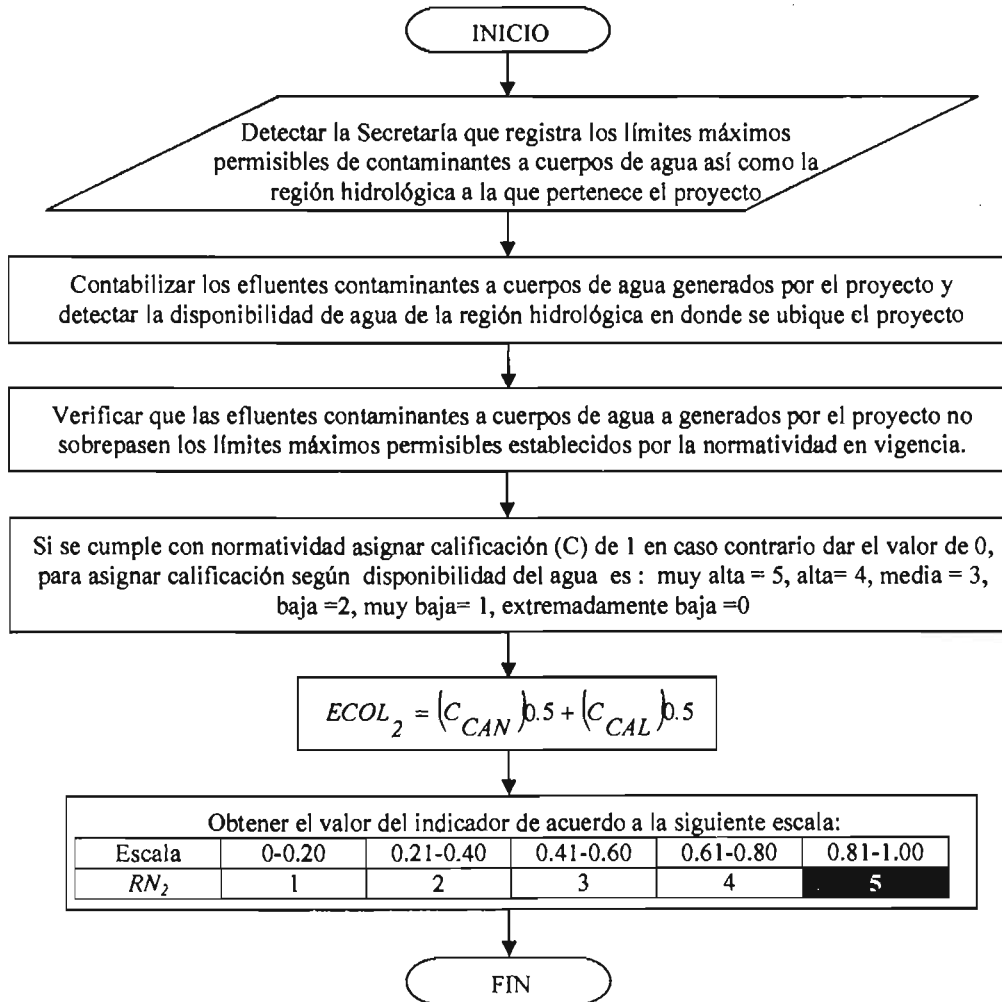 INICIO
Detectar la Secretaría que registra los límites máximos
permisibles de contaminantes a cuerpos de agua así como la
región hidrológica a la que pertenece el proyecto
Contabilizar los efluentes contaminantes a cuerpos de agua generados por el proyecto y
detectar la disponibilidad de agua de la región hidrológica en donde se ubique el proyecto
Verificar que las efluentes contaminantes a cuerpos de agua a generados por el proyecto no
sobrepasen los límites máximos permisibles establecidos por la normatividad en vigencia.
Si se cumple con normatividad asignar calificación (C) de 1 en caso contrario dar el valor de 0,
para asignar calificación según disponibilidad del agua es : muy alta = 5, alta= 4, media = 3,
baja =2, muy baja= 1, extremadamente baja =0
ECOL_2 = (C_CAN)0.5 + (C_CAL)0.5
Obtener el valor del indicador de acuerdo a la siguiente escala:
Escala 0-0.20 0.21-0.40 0.41-0.60 0.61-0.80 0.81-1.00
RN_2 1 2 3 4 5
FIN